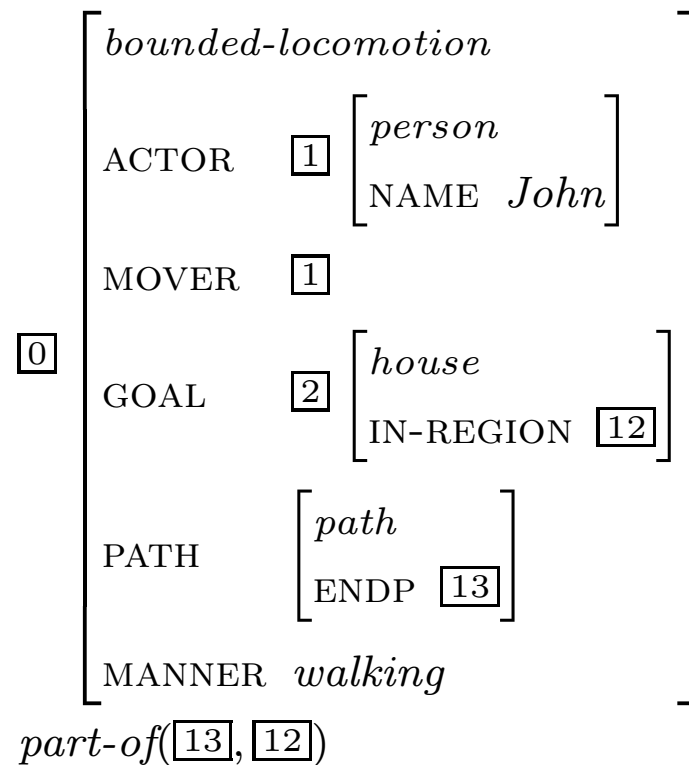 bounded-locomotion
person
ACTOR 1
NAME John
MOVER 1
0
house
GOAL 2
IN-REGION 12
path
PATH
ENDP 13
MANNER walking
part-of(13, 12)